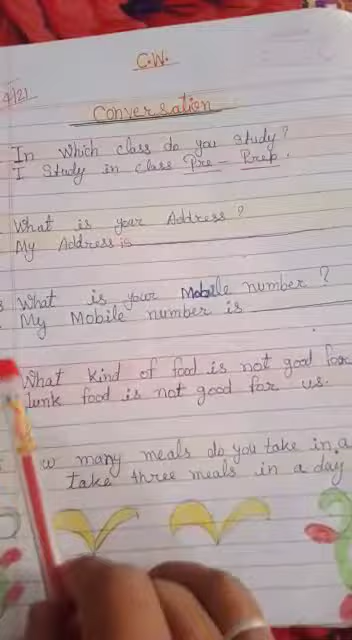 C.W.
4/21
Conversation
In which class do you study?
I study in class Pre - Prep.
What is your Address?
My Address is
What is your Mobile number?
My Mobile number is
What kind of food is not good for
Junk food is not good for us.
w many meals do you take in a
take three meals in a day